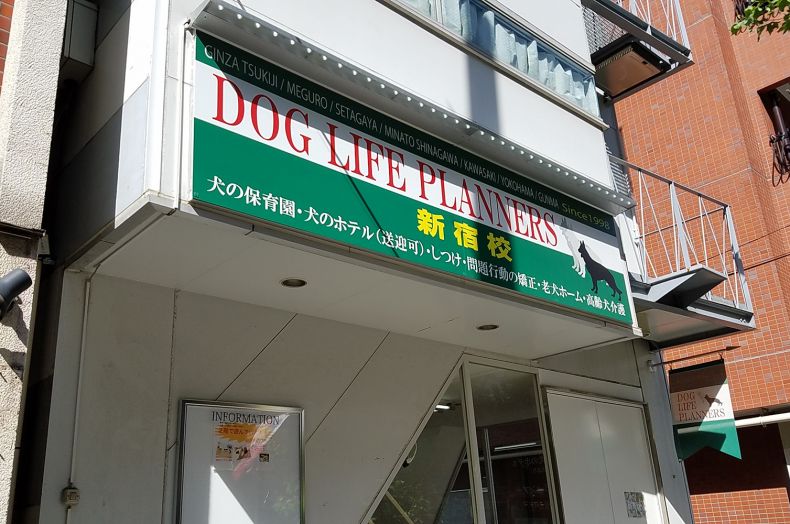 GINZA TSUKIJI / MEGURO / SETAGAYA / MINATO SHINAGAWA / KAWASAKI / YOKOHAMA / GUNMA
Since1998
DOG LIFE PLANNERS
新宿校
犬の保育園・犬のホテル(送迎可)・しつけ・問題行動の矯正・老犬ホーム・高齢犬介護
INFORMATION
DOG
LIFE
PLANNERS